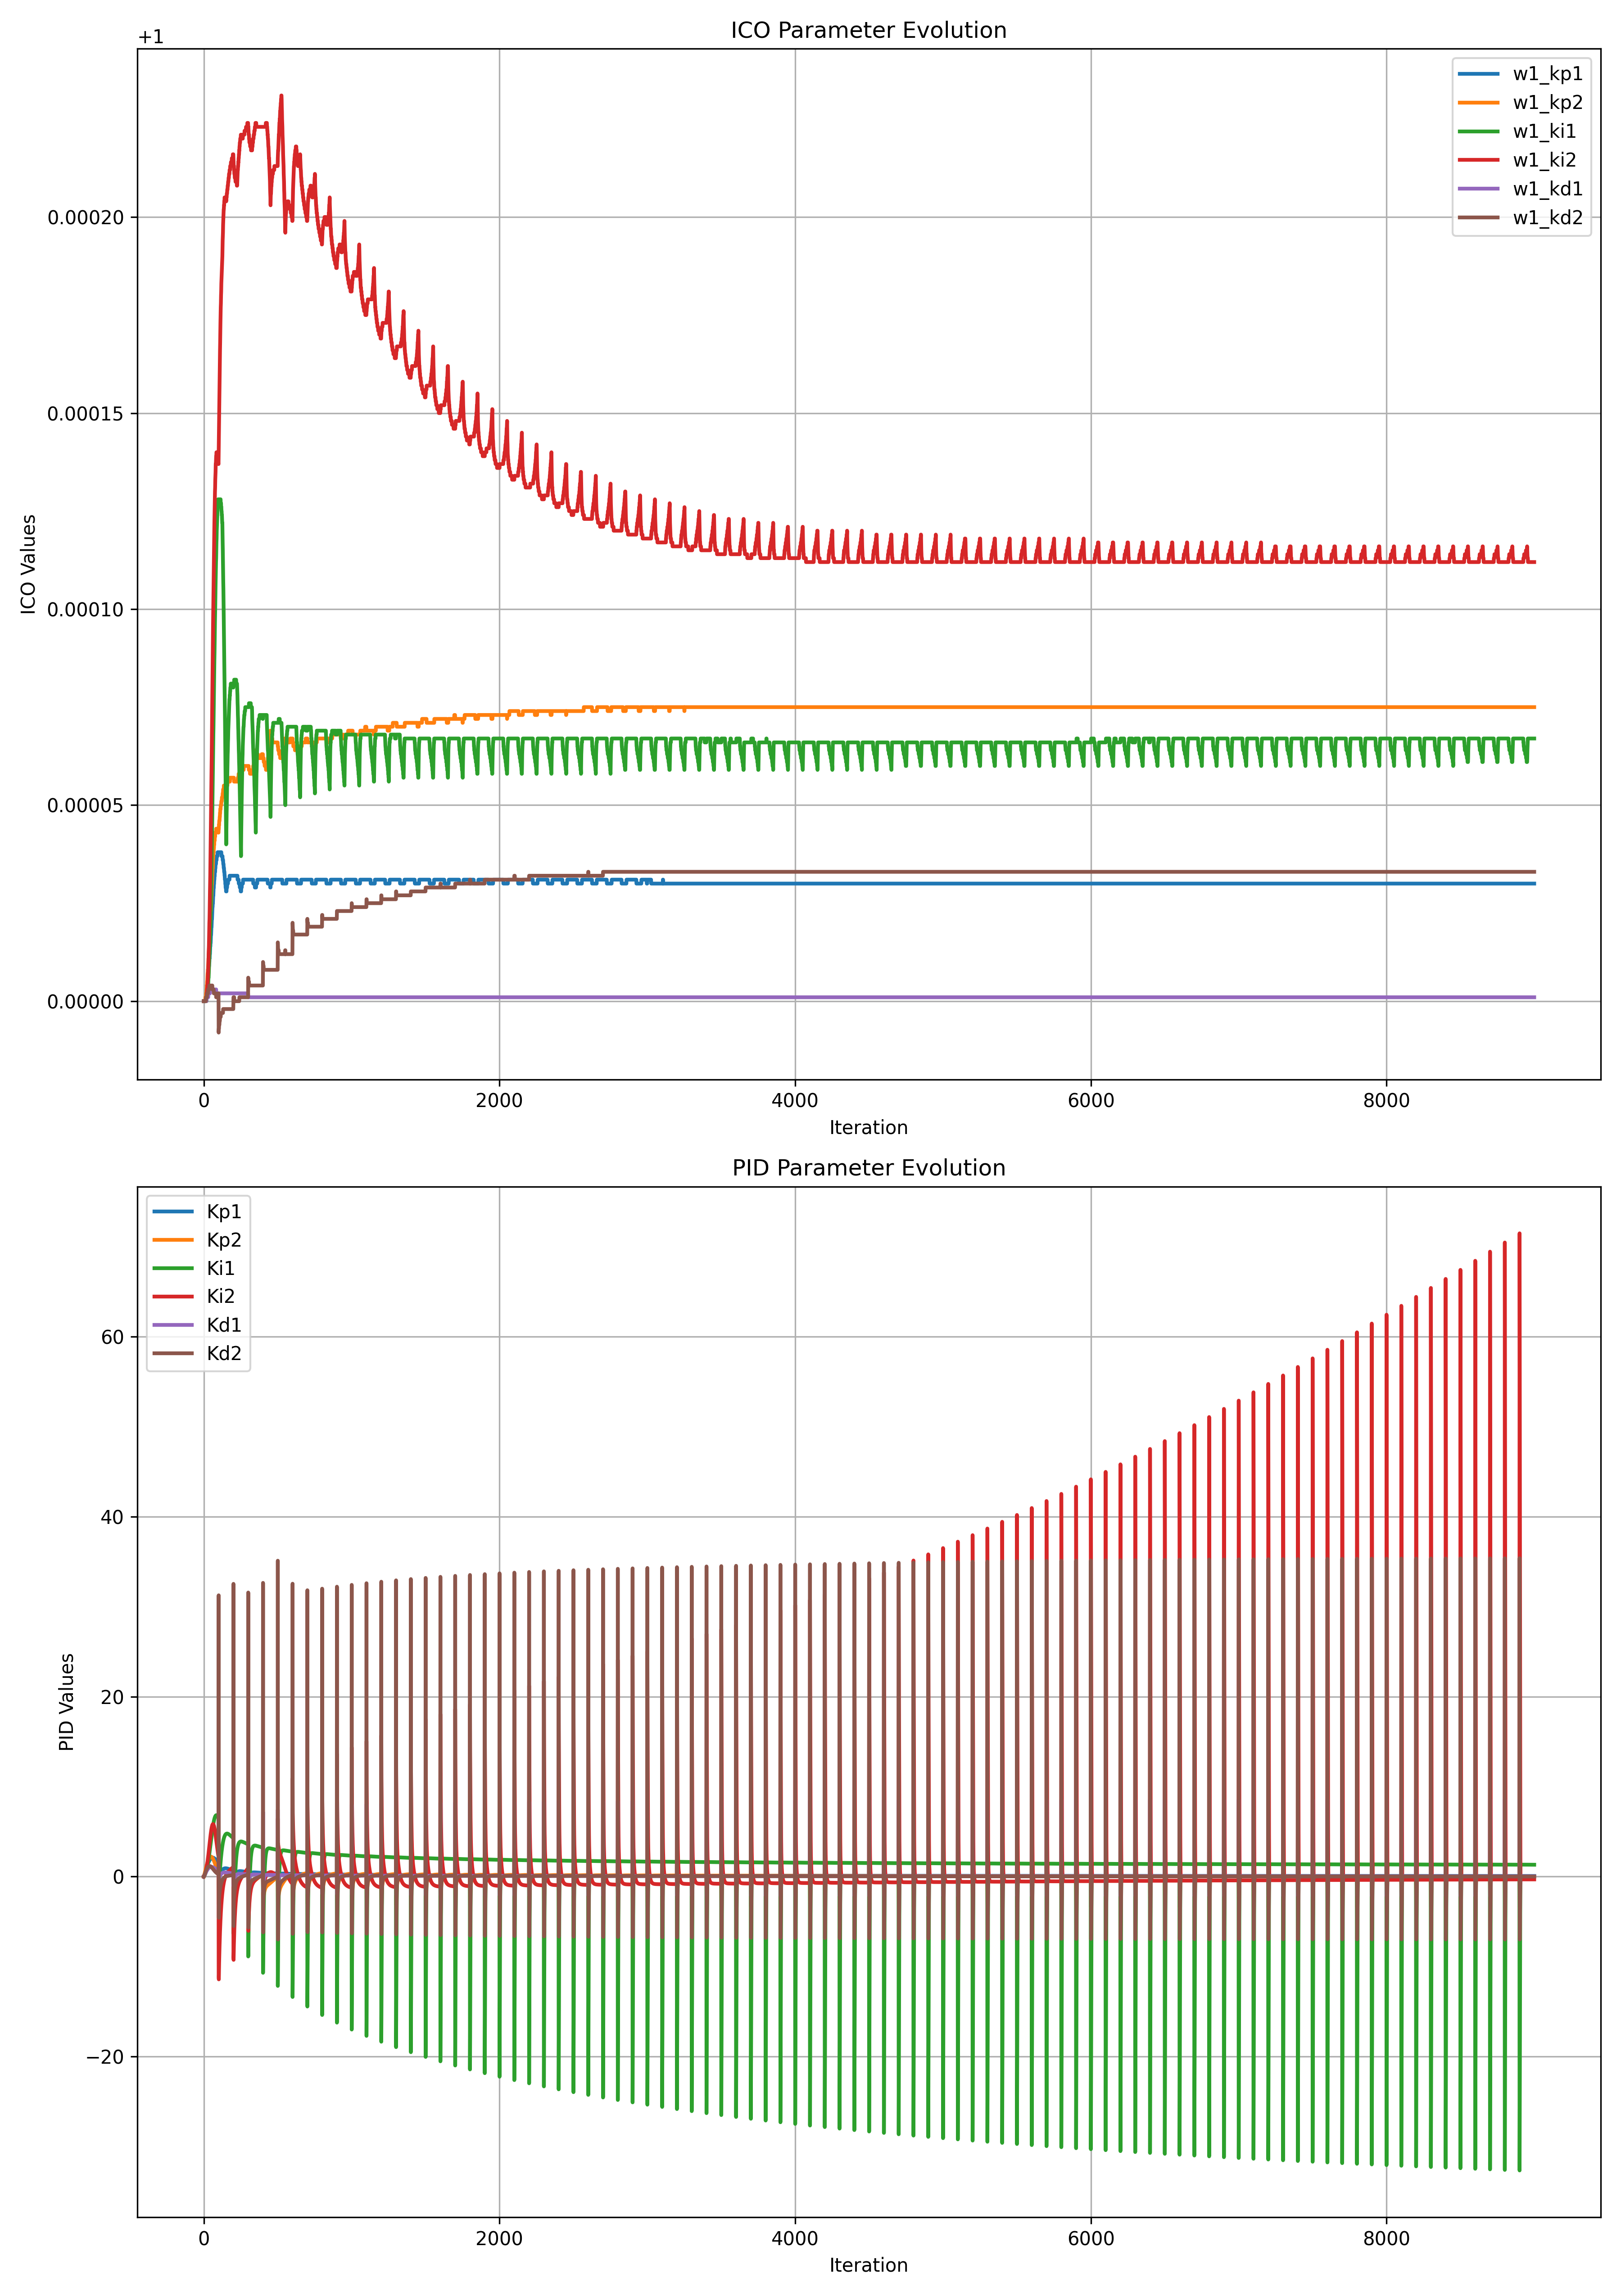 ICO Parameter Evolution
+1
w1_kp1
w1_kp2
w1_ki1
w1_ki2
w1_kd1
w1_kd2
ICO Values
0.00020
0.00015
0.00010
0.00005
0.00000
0
2000
4000
6000
8000
Iteration
PID Parameter Evolution
Kp1
Kp2
Ki1
Ki2
Kd1
Kd2
PID Values
60
40
20
0
−20
0
2000
4000
6000
8000
Iteration